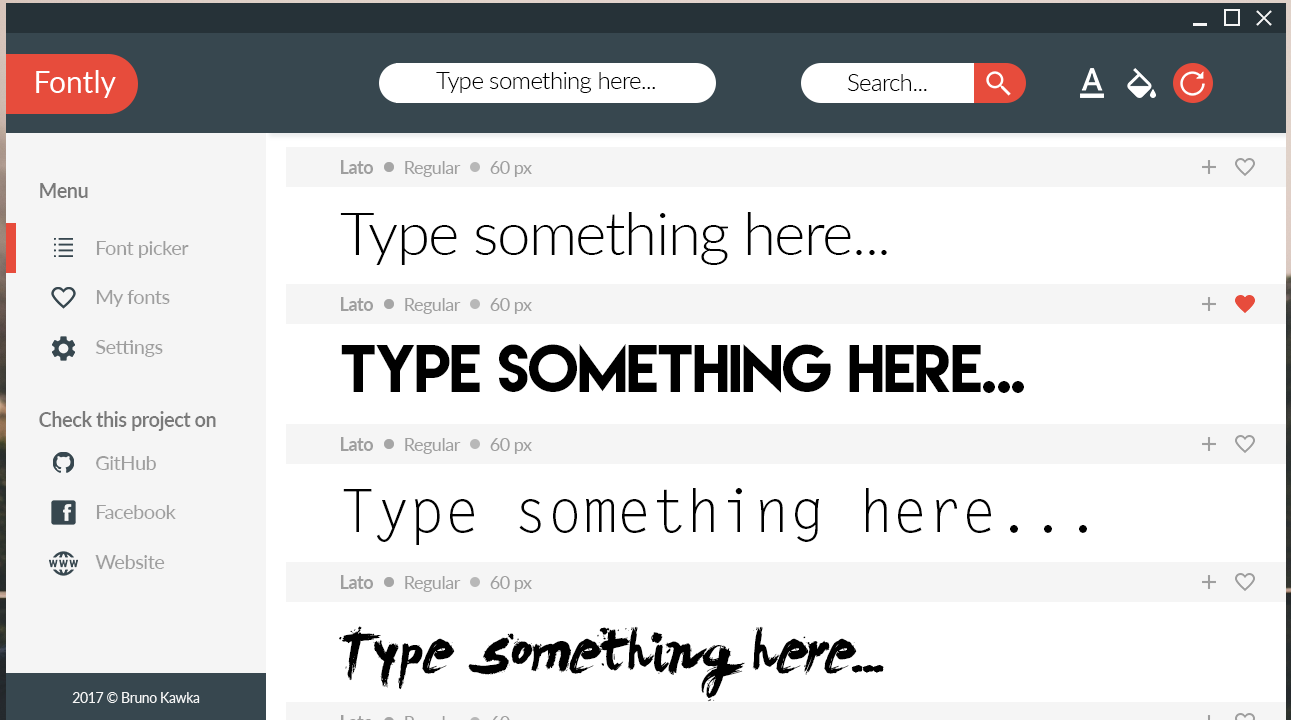 Fontly
Type something here...
Search...
Menu
Font picker
My fonts
Settings
Check this project on
GitHub
Facebook
WWW
Website
2017 © Bruno Kawka
Lato Regular 60 px
Type something here...
Lato Regular 60 px
TYPE SOMETHING HERE...
Lato Regular 60 px
Type something here...
Lato Regular 60 px
Type something here...